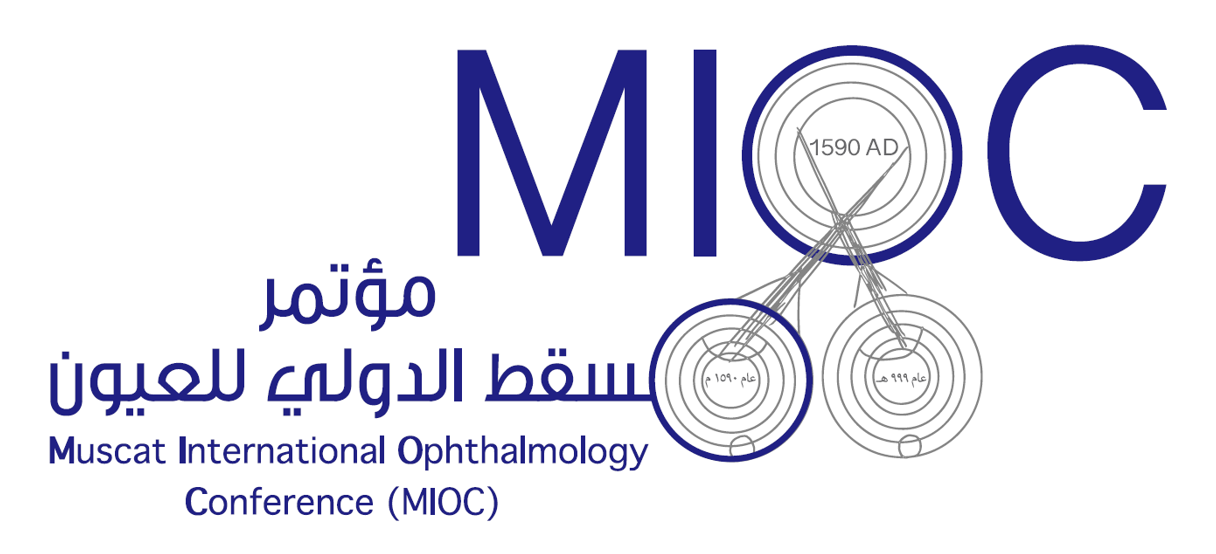 MIOC
1590 AD
مؤتمر
مسقط الدولي للعيون
عام ١٥٩٠ م
عام ٩٩٩ هـ
Muscat International Ophthalmology
Conference (MIOC)